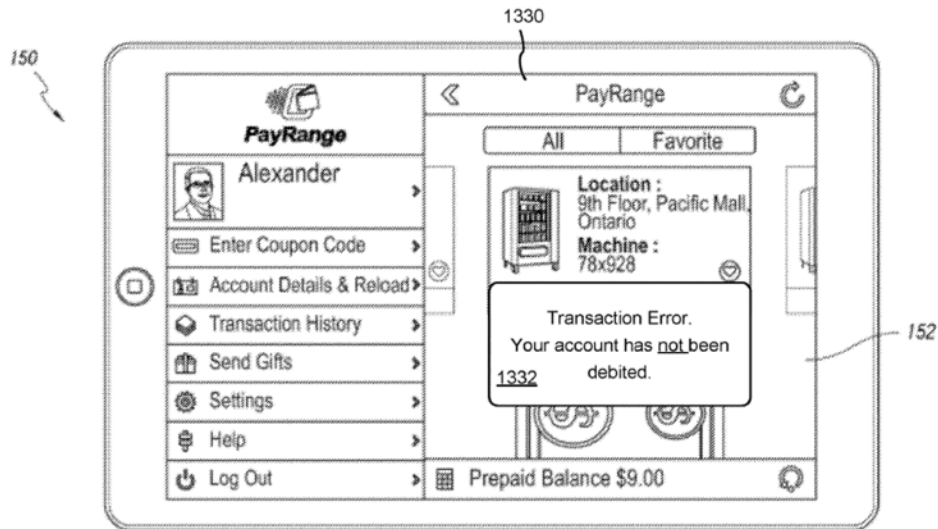 1330
150
PayRange
Alexander
Enter Coupon Code
Account Details & Reload
Transaction History
Send Gifts
Settings
Help
Log Out
PayRange
All Favorite
Location :
9th Floor, Pacific Mall,
Ontario
Machine :
78x928
Transaction Error.
Your account has not been
debited.
1332
152
Prepaid Balance $9.00